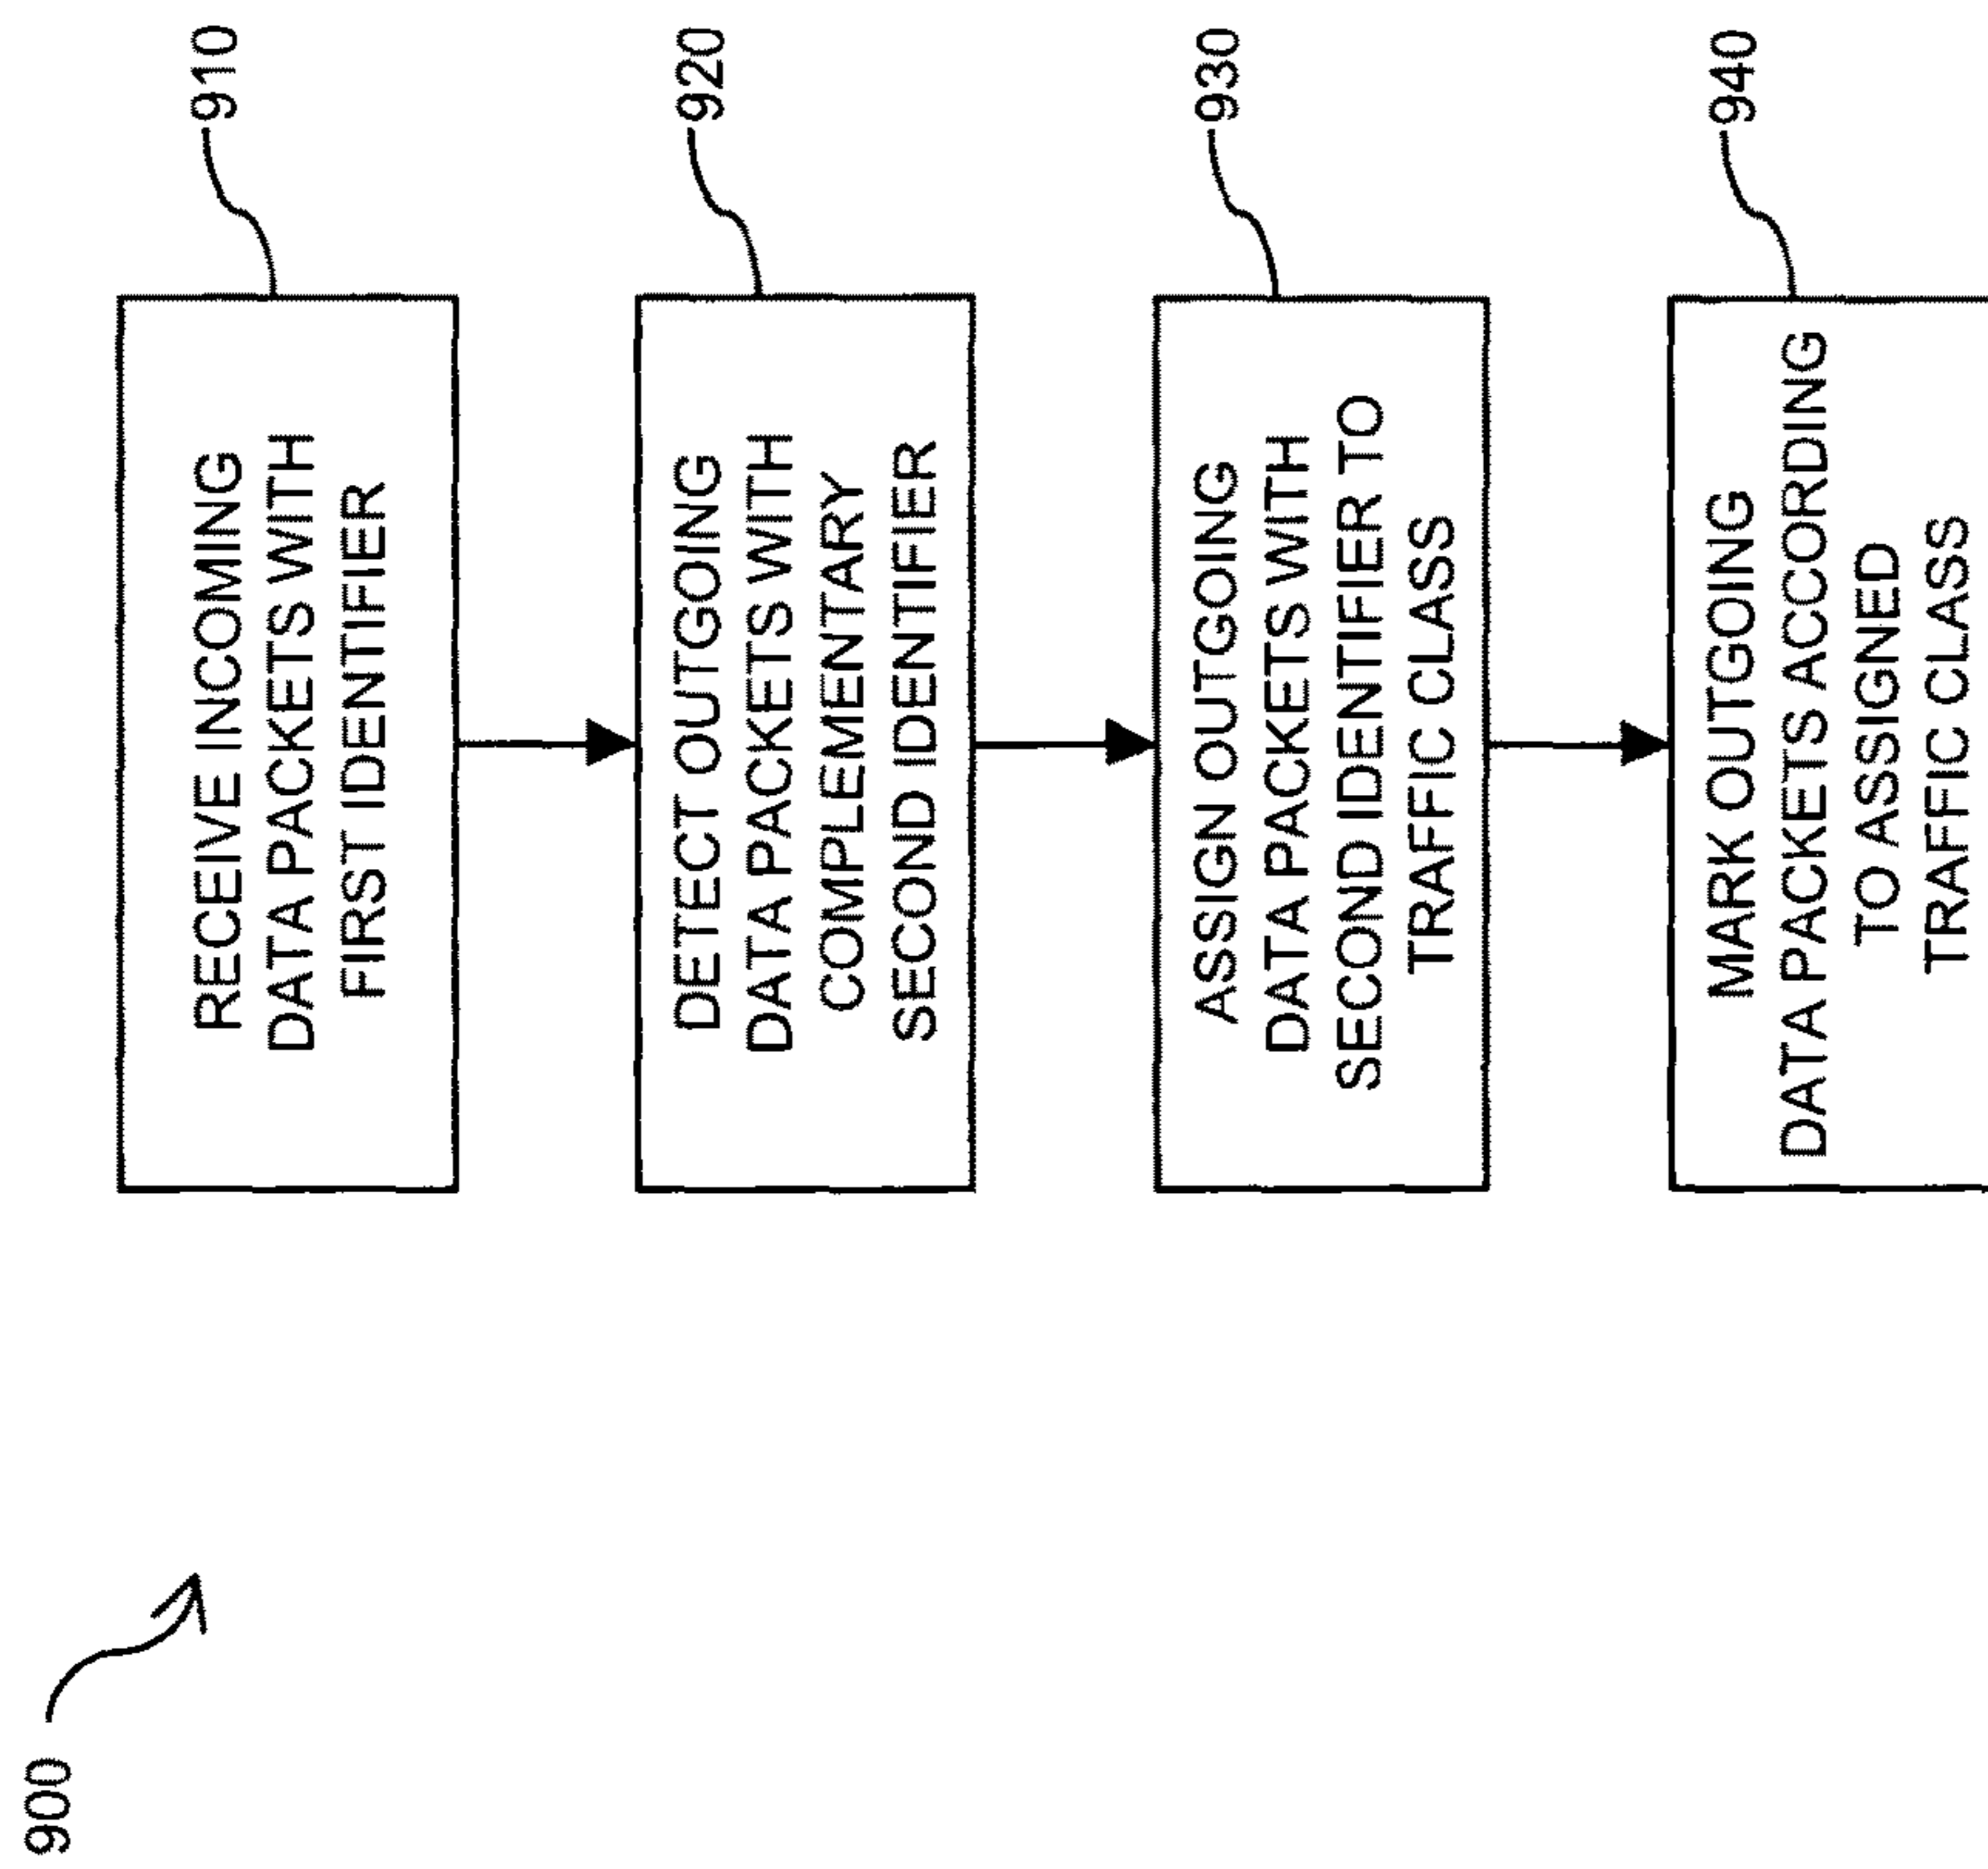 900
RECEIVE INCOMING
DATA PACKETS WITH
FIRST IDENTIFIER
910
DETECT OUTGOING
DATA PACKETS WITH
COMPLEMENTARY
SECOND IDENTIFIER
920
ASSIGN OUTGOING
DATA PACKETS WITH
SECOND IDENTIFIER TO
TRAFFIC CLASS
930
MARK OUTGOING
DATA PACKETS ACCORDING
TO ASSIGNED
TRAFFIC CLASS
940